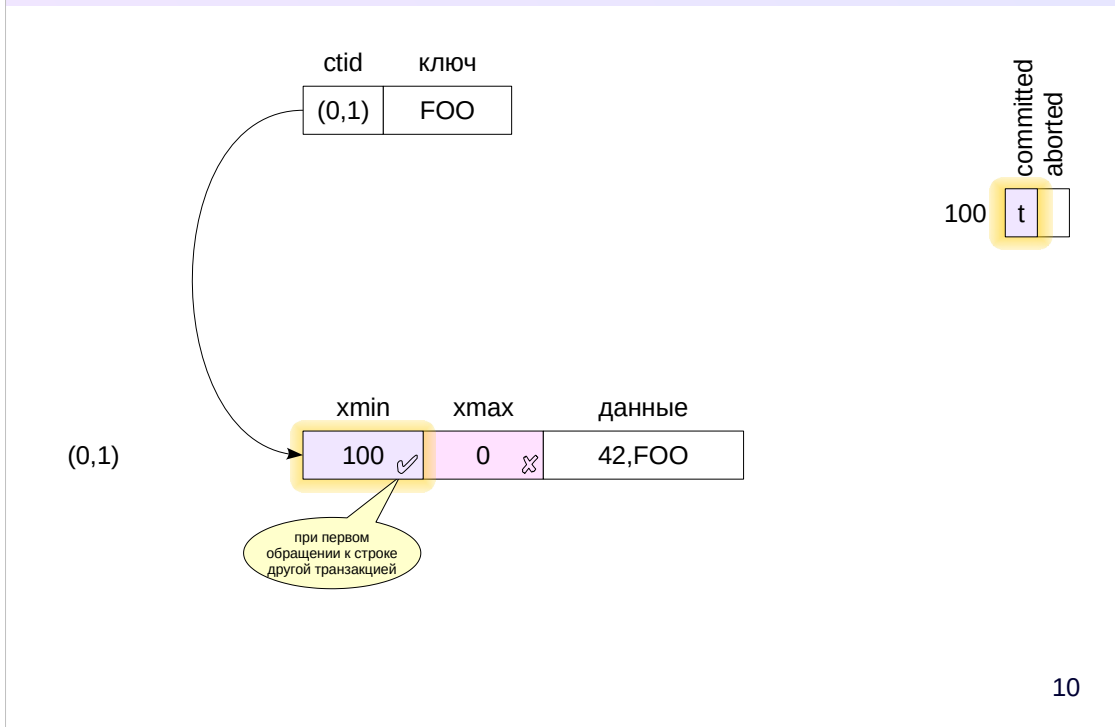 ctid ключ
(0,1) FOO
committed
aborted
100 t
xmin xmax данные
(0,1) 100 0 42,FOO
при первом
обращении к строке
другой транзакцией
10